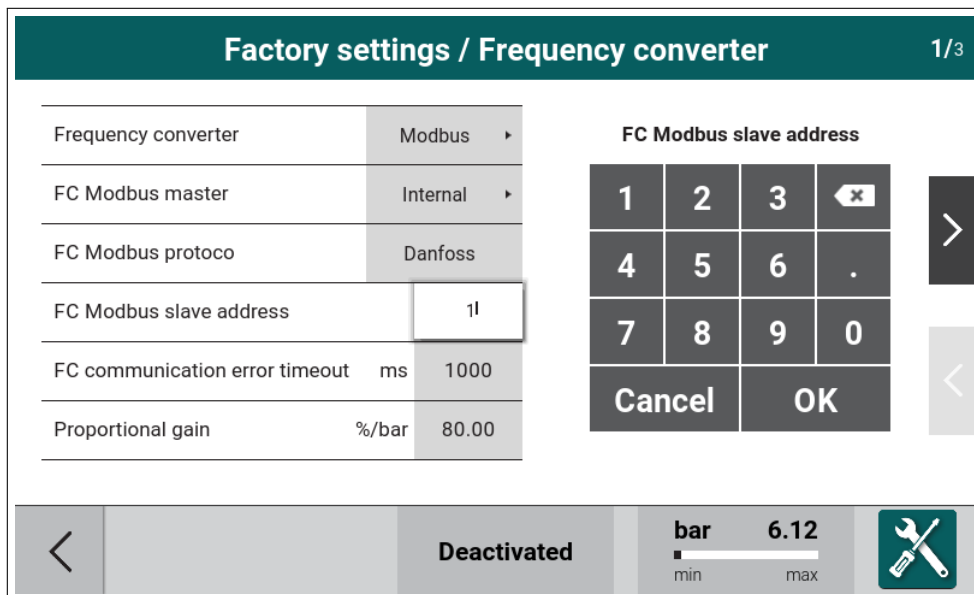 Factory settings / Frequency converter 1/3
Frequency converter Modbus
FC Modbus master Internal
FC Modbus protoco Danfoss
FC Modbus slave address 1
FC communication error timeout ms 1000
Proportional gain %/bar 80.00
FC Modbus slave address
1 2 3
4 5 6 .
7 8 9 0
Cancel OK
Deactivated
bar 6.12
min max